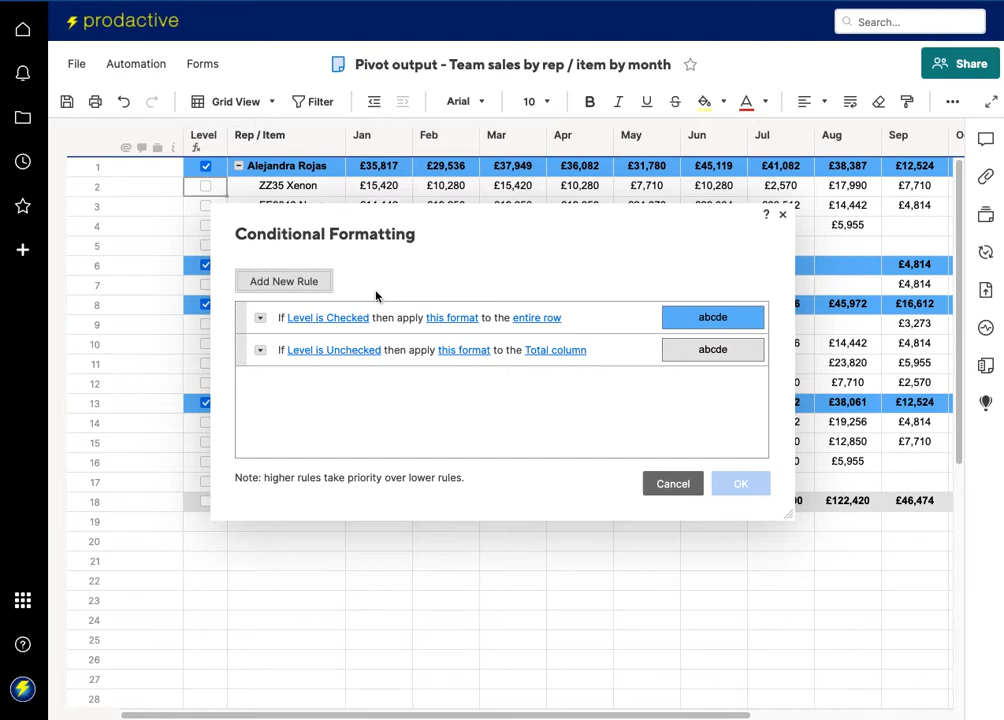 prodactive
Search...
File Automation Forms
Pivot output - Team sales by rep / item by month
Share
Grid View Filter Arial 10 B I U S A
Level Rep / Item Jan Feb Mar Apr May Jun Jul Aug Sep
fx
1 Alejandra Rojas £35,817 £29,536 £37,949 £36,082 £31,780 £45,119 £41,082 £38,387 £12,524
2 ZZ35 Xenon £15,420 £10,280 £15,420 £10,280 £7,710 £10,280 £2,570 £17,990 £7,710
3 £14,442 £4,814
4 £5,955
5
6 £4,814
7 £4,814
8 £45,972 £16,612
9 £3,273
10 £14,442 £4,814
11 £23,820 £5,955
12 £7,710 £2,570
13 £38,061 £12,524
14 £19,256 £4,814
15 £12,850 £7,710
16 £5,955
17
18 £122,420 £46,474
19
20
21
22
23
24
25
26
27
28
Conditional Formatting
? ×
Add New Rule
If Level is Checked then apply this format to the entire row abcde
If Level is Unchecked then apply this format to the Total column abcde
Note: higher rules take priority over lower rules.
Cancel OK